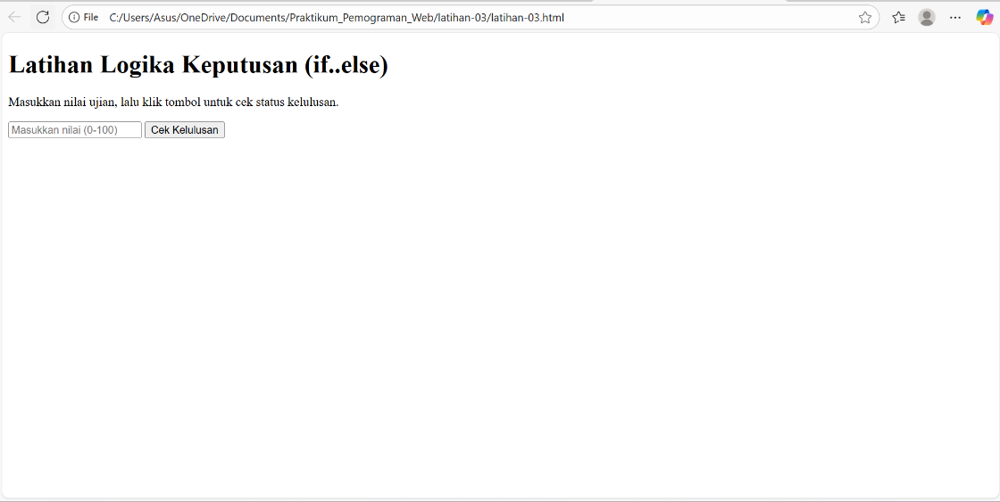 File C:/Users/Asus/OneDrive/Documents/Praktikum_Pemograman_Web/latihan-03/latihan-03.html
Latihan Logika Keputusan (if..else)
Masukkan nilai ujian, lalu klik tombol untuk cek status kelulusan.
Masukkan nilai (0-100) Cek Kelulusan